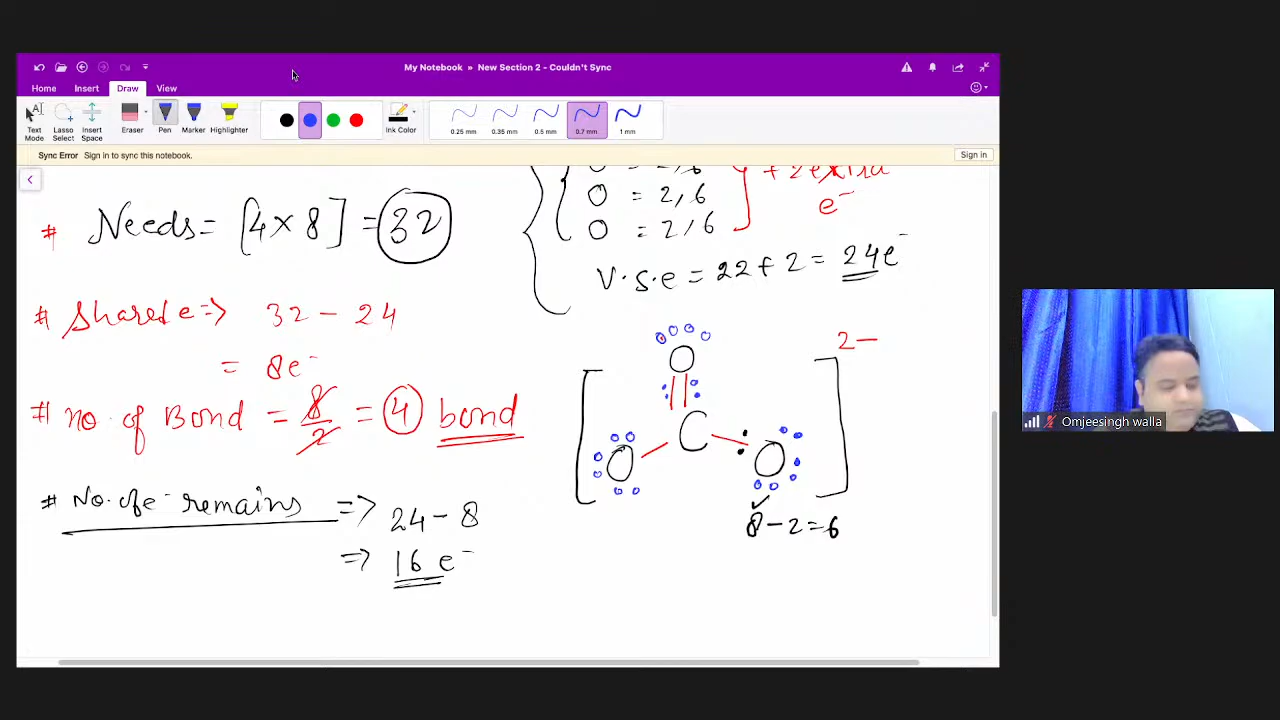 My Notebook » New Section 2 - Couldn't Sync
Home Insert Draw View
Text Mode
Lasso Select
Insert Space
Eraser
Pen
Marker
Highlighter
Ink Color
0.25 mm
0.35 mm
0.5 mm
0.7 mm
1 mm
Sync Error Sign in to sync this notebook.
Sign in
O = 2,6
+ 2 extra e⁻
O = 2,6
O = 2,6
V.S.e = 22+2 = 24e⁻
# Needs = [4×8] = 32
# Shared e => 32 - 24
= 8e⁻
# no. of Bond = 8/2 = 4 bond
# No. of e⁻ remains => 24 - 8
=> 16 e⁻
2-
O
C
O
O
8-2=6
Omjeesingh walla